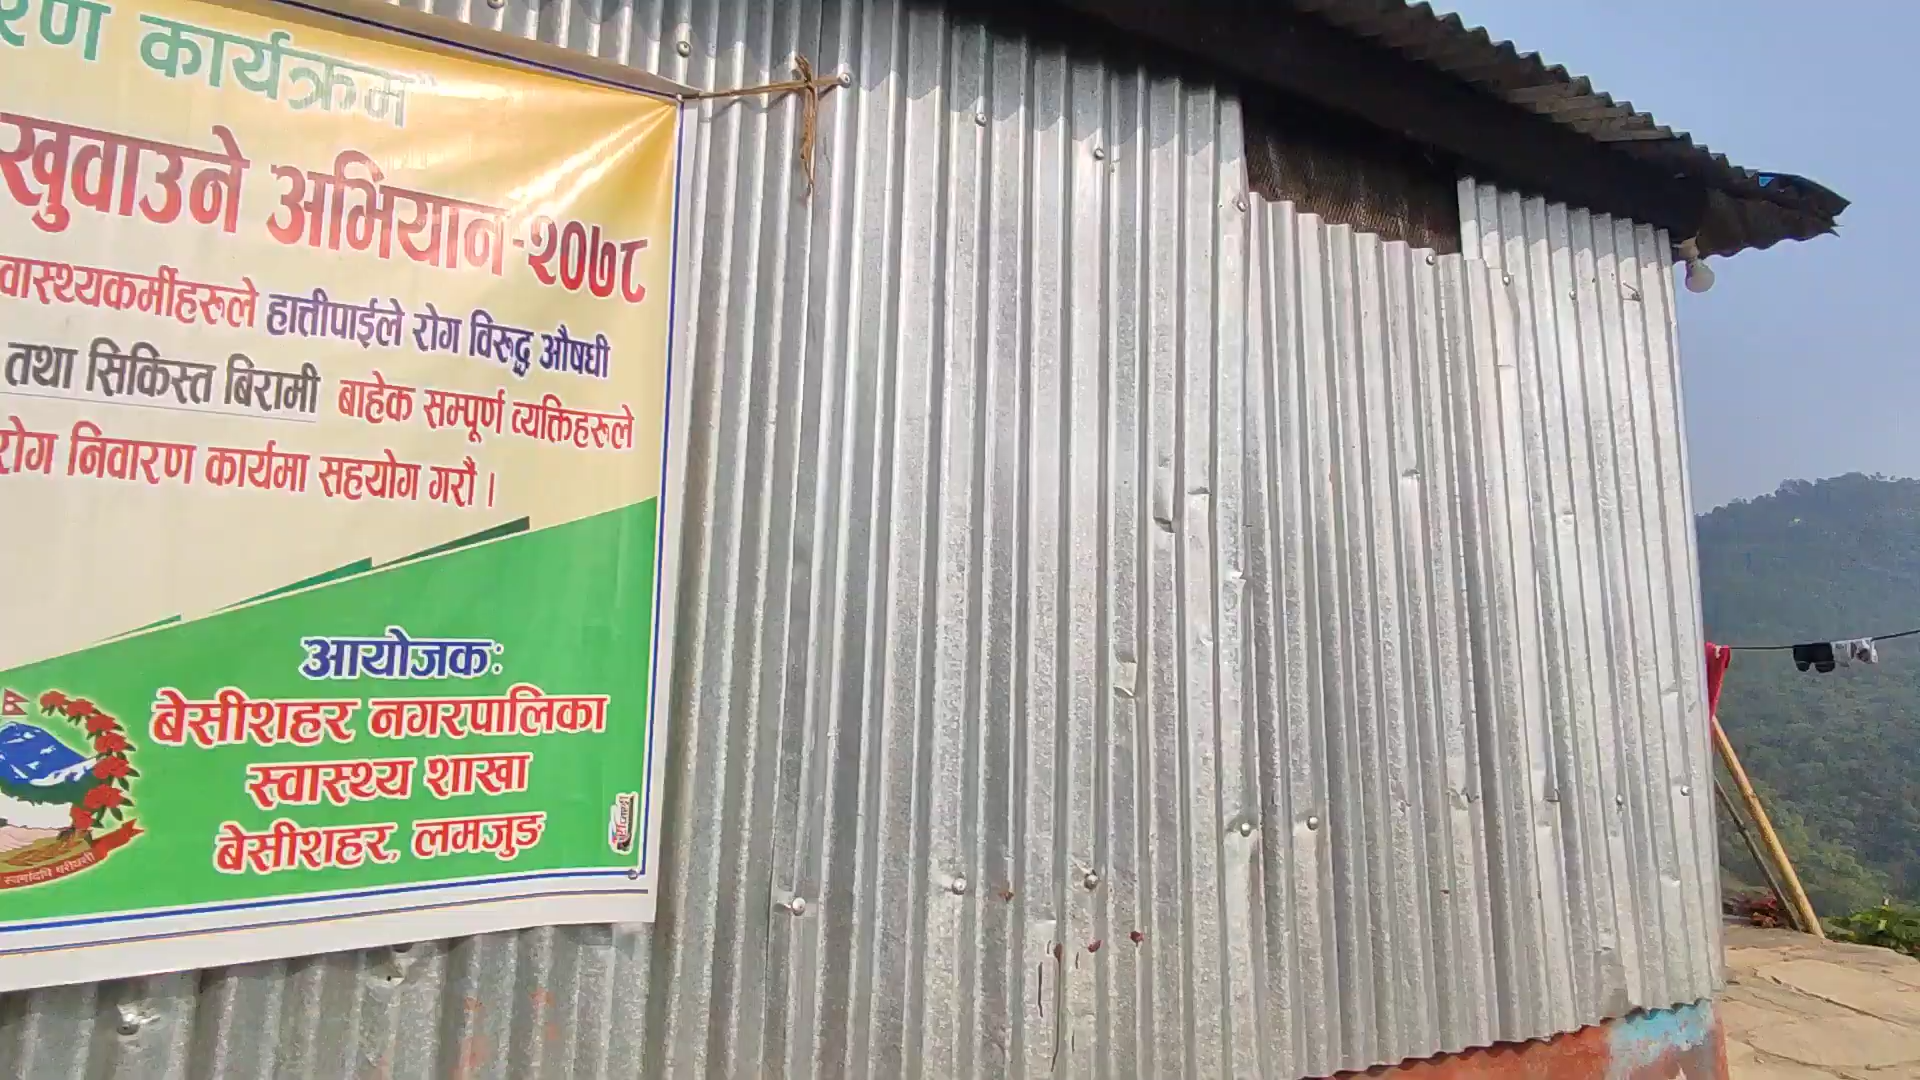 रण कार्यक्रम"
खुवाउने अभियान-२०७८
वास्थ्यकर्मीहरुले हात्तीपाईले रोग विरुद्ध औषधी
तथा सिकिस्त बिरामी बाहेक सम्पूर्ण व्यक्तिहरुले
रोग निवारण कार्यमा सहयोग गरौं ।
आयोजकः
बेसीशहर नगरपालिका
स्वास्थ्य शाखा
बेसीशहर, लमजुङ